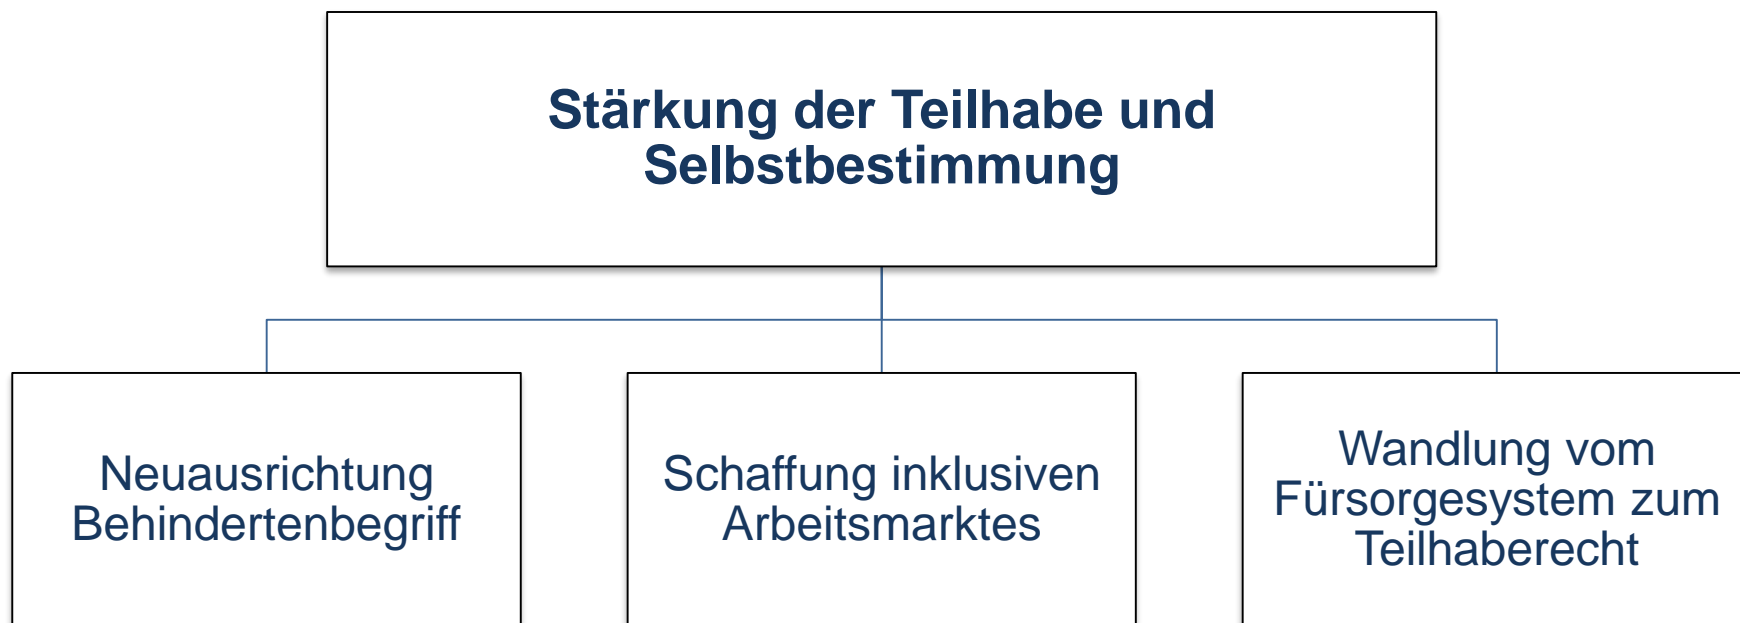 Stärkung der Teilhabe und
Selbstbestimmung
Neuausrichtung
Behindertenbegriff
Schaffung inklusiven
Arbeitsmarktes
Wandlung vom
Fürsorgesystem zum
Teilhaberecht